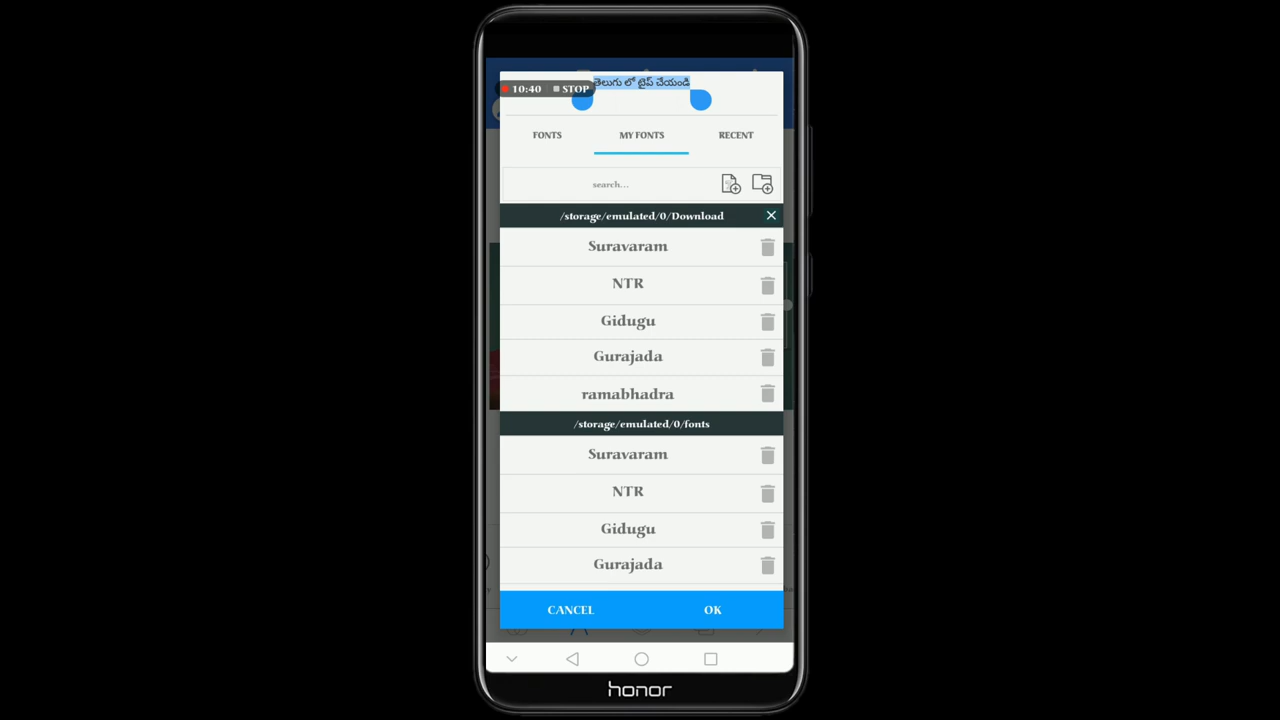 తెలుగు లో టైప్ చేయండి
10:40 STOP
FONTS MY FONTS RECENT
search...
/storage/emulated/0/Download
Suravaram
NTR
Gidugu
Gurajada
ramabhadra
/storage/emulated/0/fonts
Suravaram
NTR
Gidugu
Gurajada
CANCEL OK
honor